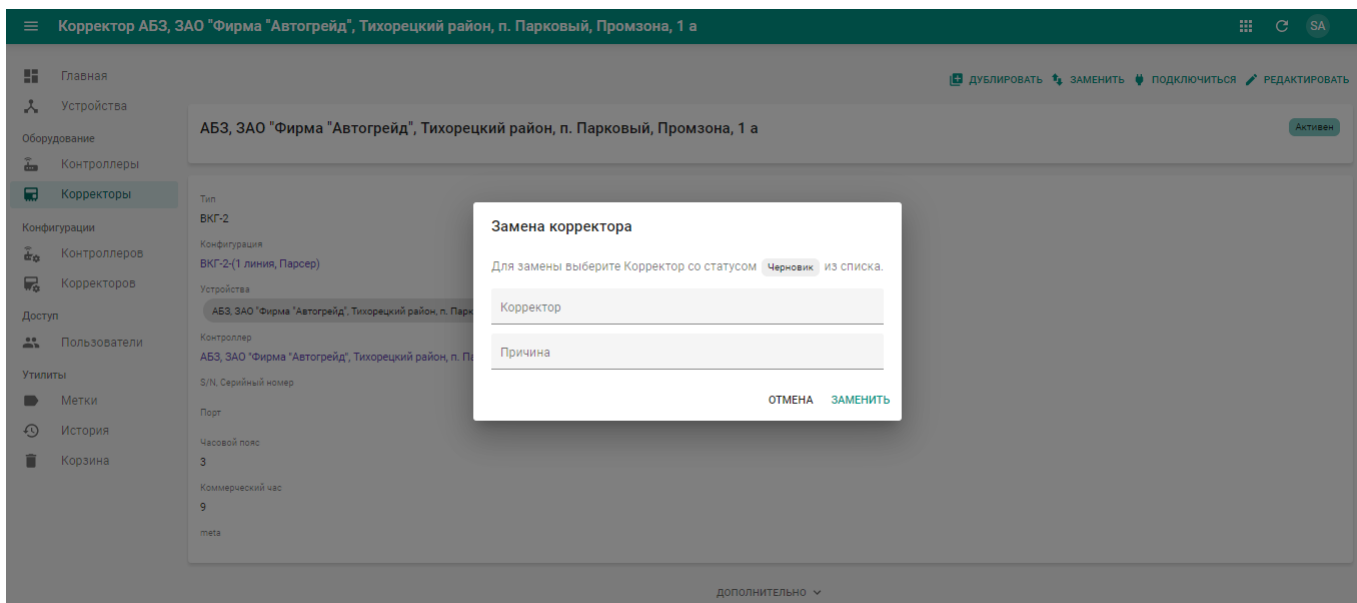 Корректор АБЗ, ЗАО "Фирма "Автогрейд", Тихорецкий район, п. Парковый, Промзона, 1 а
SA
Главная
Устройства
Оборудование
Контроллеры
Корректоры
Конфигурации
Контроллеров
Корректоров
Доступ
Пользователи
Утилиты
Метки
История
Корзина
ДУБЛИРОВАТЬ ЗАМЕНИТЬ ПОДКЛЮЧИТЬСЯ РЕДАКТИРОВАТЬ
АБЗ, ЗАО "Фирма "Автогрейд", Тихорецкий район, п. Парковый, Промзона, 1 а
Активен
Тип
ВКГ-2
Конфигурация
ВКГ-2-(1 линия, Парсер)
Устройства
АБЗ, ЗАО "Фирма "Автогрейд", Тихорецкий район, п. Парк
Контроллер
АБЗ, ЗАО "Фирма "Автогрейд", Тихорецкий район, п. Па
S/N, Серийный номер
Порт
Часовой пояс
3
Коммерческий час
9
meta
Замена корректора
Для замены выберите Корректор со статусом Черновик из списка.
Корректор
Причина
ОТМЕНА ЗАМЕНИТЬ
ДОПОЛНИТЕЛЬНО